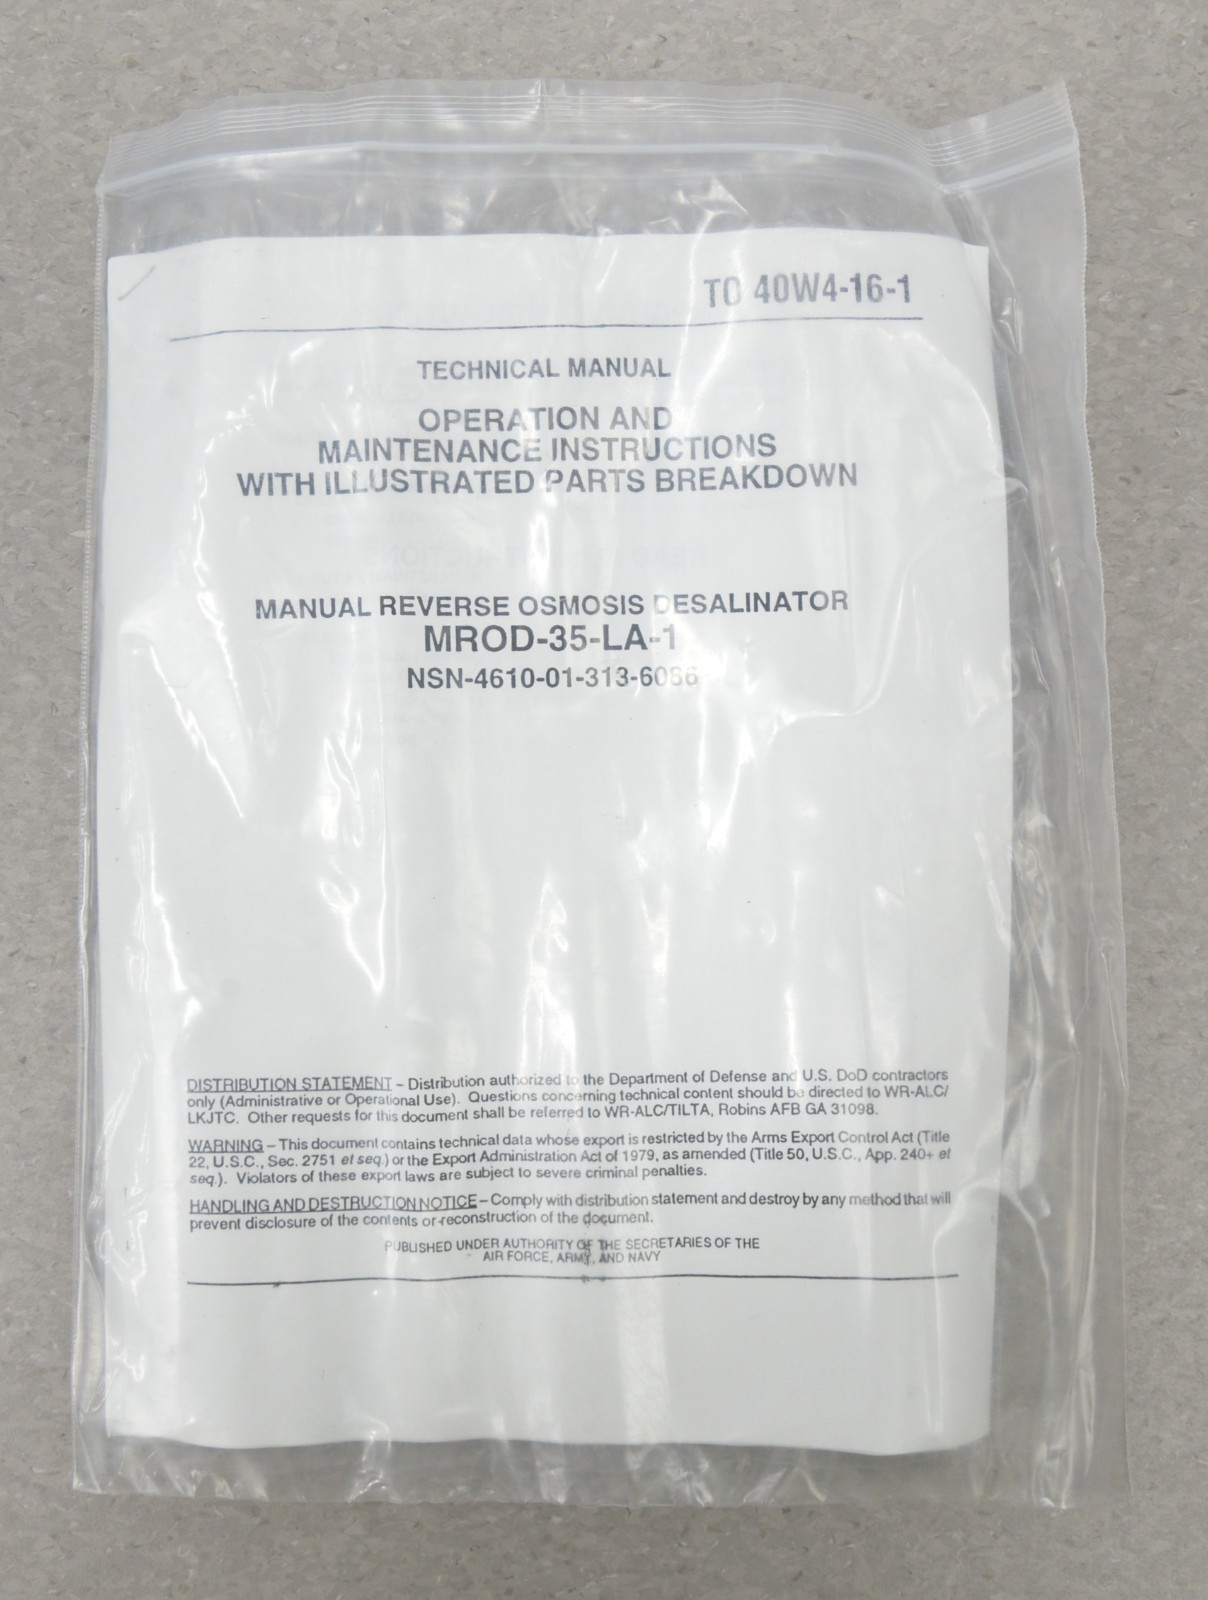 TO 40W4-16-1
TECHNICAL MANUAL
OPERATION AND
MAINTENANCE INSTRUCTIONS
WITH ILLUSTRATED PARTS BREAKDOWN
MANUAL REVERSE OSMOSIS DESALINATOR
MROD-35-LA-1
NSN-4610-01-313-6086
DISTRIBUTION STATEMENT – Distribution authorized to the Department of Defense and U.S. DoD contractors
only (Administrative or Operational Use). Questions concerning technical content should be directed to WR-ALC/
LKJTC. Other requests for this document shall be referred to WR-ALC/TILTA, Robins AFB GA 31098.
WARNING – This document contains technical data whose export is restricted by the Arms Export Control Act (Title
22, U.S.C., Sec. 2751 et seq.) or the Export Administration Act of 1979, as amended (Title 50, U.S.C., App. 240+ et
seq.). Violators of these export laws are subject to severe criminal penalties.
HANDLING AND DESTRUCTION NOTICE – Comply with distribution statement and destroy by any method that will
prevent disclosure of the contents or reconstruction of the document.
PUBLISHED UNDER AUTHORITY OF THE SECRETARIES OF THE
AIR FORCE, ARMY, AND NAVY